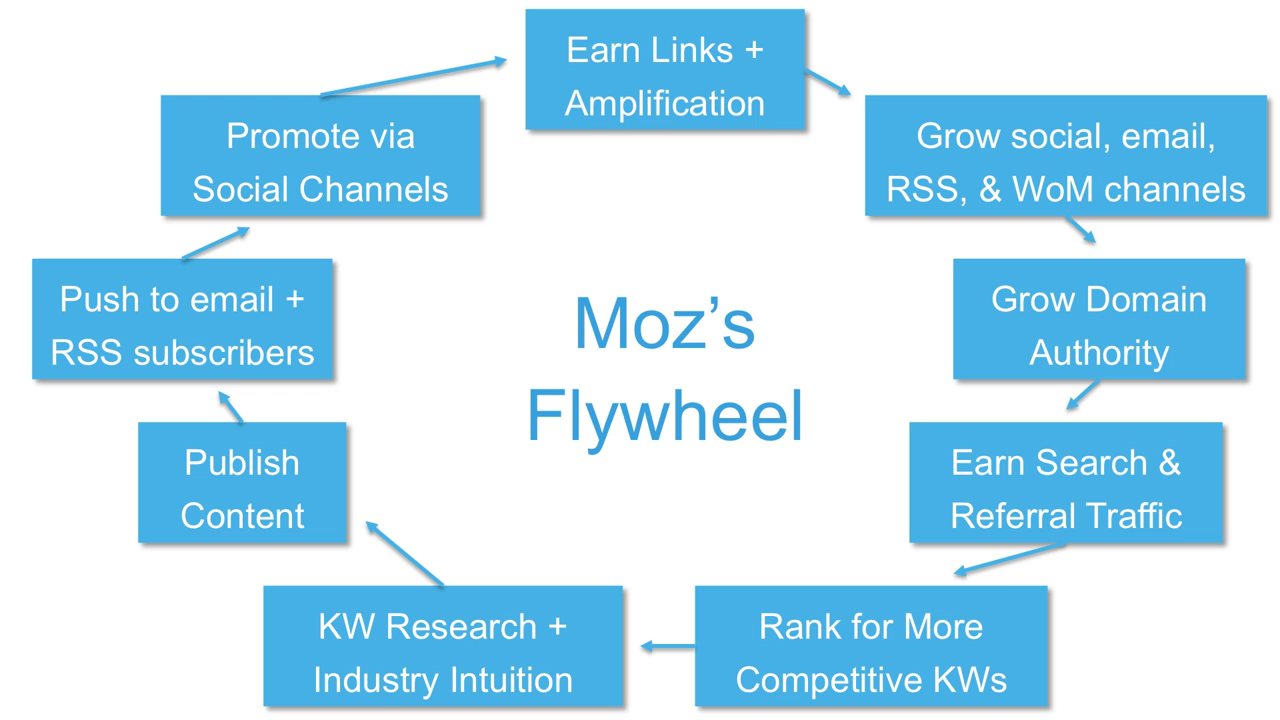 Earn Links +
Amplification
Promote via
Social Channels
Grow social, email,
RSS, & WoM channels
Push to email +
RSS subscribers
Moz’s
Flywheel
Grow Domain
Authority
Publish
Content
Earn Search &
Referral Traffic
KW Research +
Industry Intuition
Rank for More
Competitive KWs